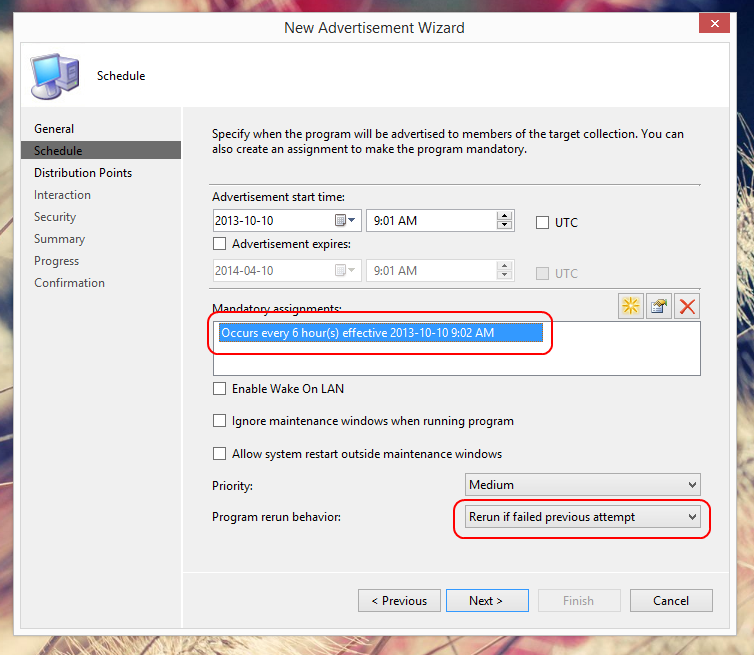 New Advertisement Wizard
Schedule
General
Schedule
Distribution Points
Interaction
Security
Summary
Progress
Confirmation
Specify when the program will be advertised to members of the target collection. You can
also create an assignment to make the program mandatory.
Advertisement start time:
2013-10-10 9:01 AM UTC
Advertisement expires:
2014-04-10 9:01 AM UTC
Mandatory assignments:
Occurs every 6 hour(s) effective 2013-10-10 9:02 AM
Enable Wake On LAN
Ignore maintenance windows when running program
Allow system restart outside maintenance windows
Priority: Medium
Program rerun behavior: Rerun if failed previous attempt
< Previous Next > Finish Cancel